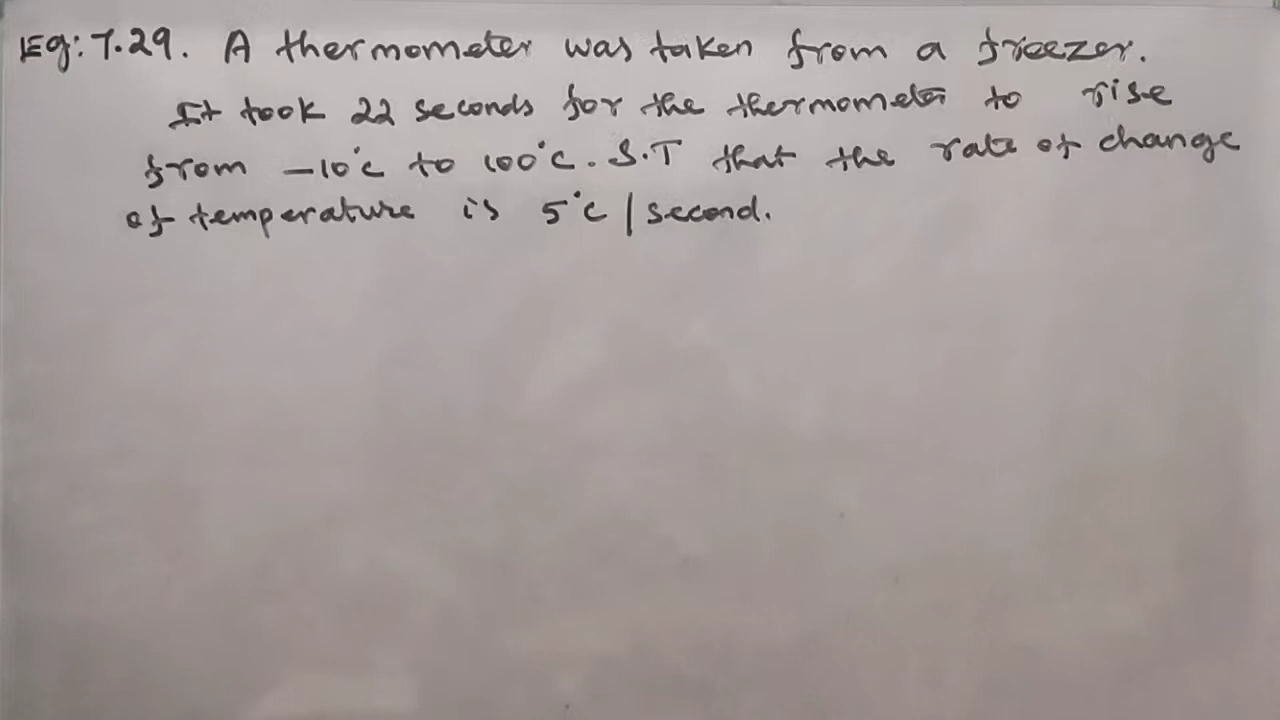 Eg: 7.29. A thermometer was taken from a freezer.
It took 22 seconds for the thermometer to rise
from -10°c to 100°c. S.T that the rate of change
of temperature is 5°c | second.